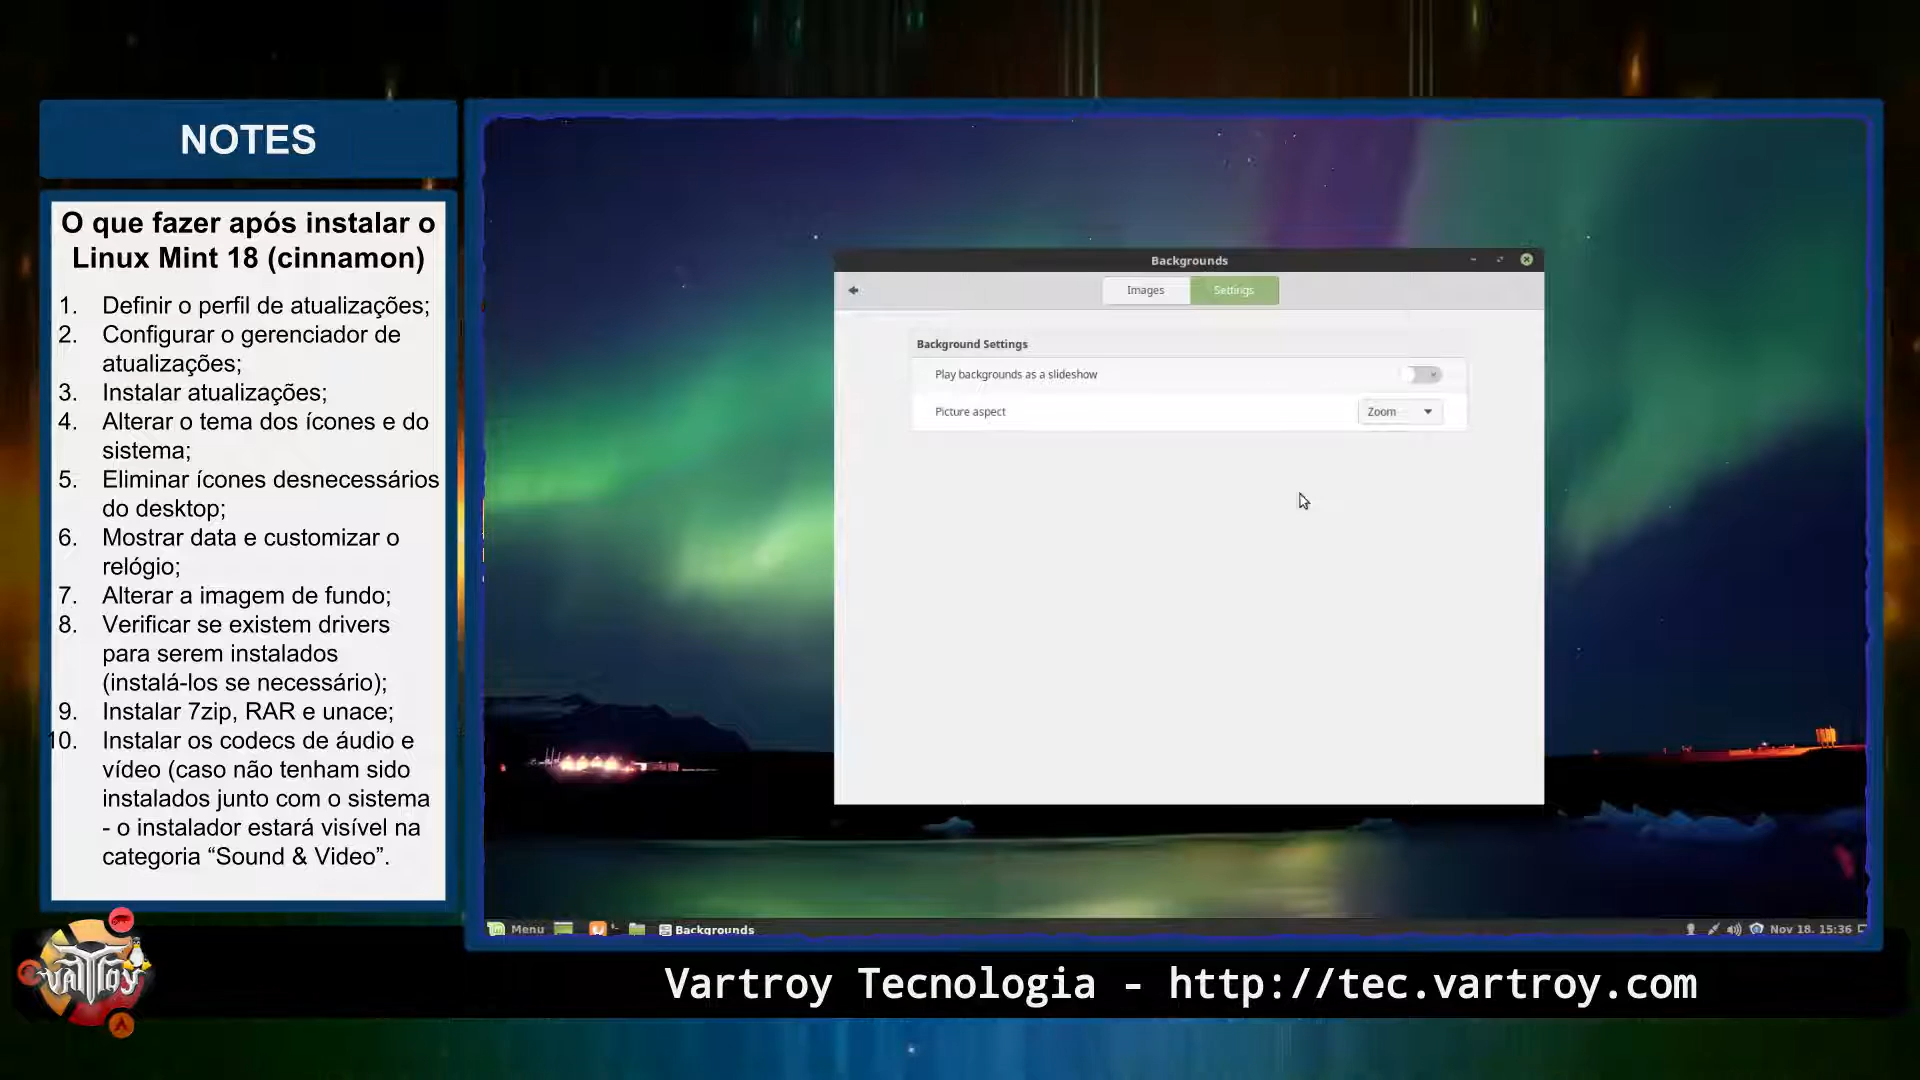 NOTES
O que fazer após instalar o
Linux Mint 18 (cinnamon)
1. Definir o perfil de atualizações;
2. Configurar o gerenciador de
atualizações;
3. Instalar atualizações;
4. Alterar o tema dos ícones e do
sistema;
5. Eliminar ícones desnecessários
do desktop;
6. Mostrar data e customizar o
relógio;
7. Alterar a imagem de fundo;
8. Verificar se existem drivers
para serem instalados
(instalá-los se necessário);
9. Instalar 7zip, RAR e unace;
10. Instalar os codecs de áudio e
vídeo (caso não tenham sido
instalados junto com o sistema
- o instalador estará visível na
categoria “Sound & Video”.
Backgrounds
Images Settings
Background Settings
Play backgrounds as a slideshow
Picture aspect Zoom
Menu Backgrounds Nov 18. 15:36
VARTROY
Vartroy Tecnologia - http://tec.vartroy.com